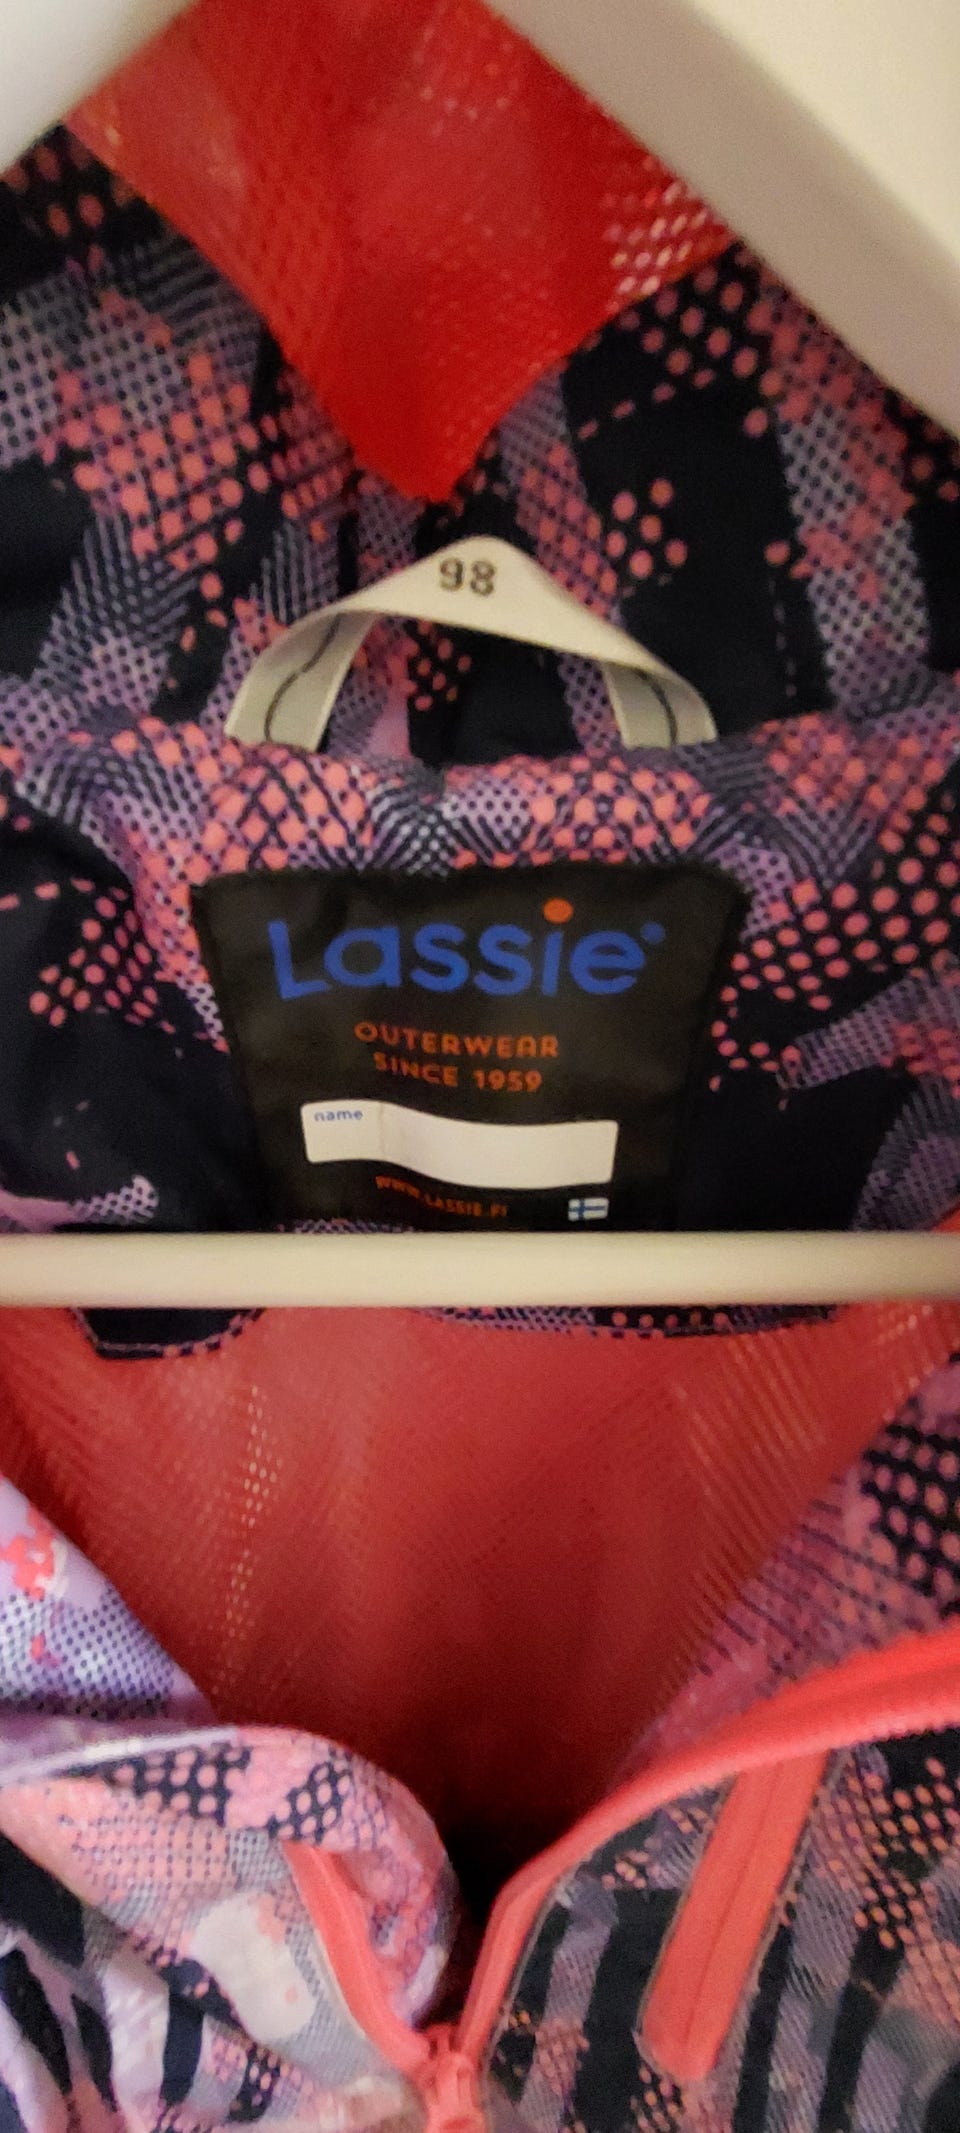 98
Lassie®
OUTERWEAR
SINCE 1959
name
WWW.LASSIE.FI